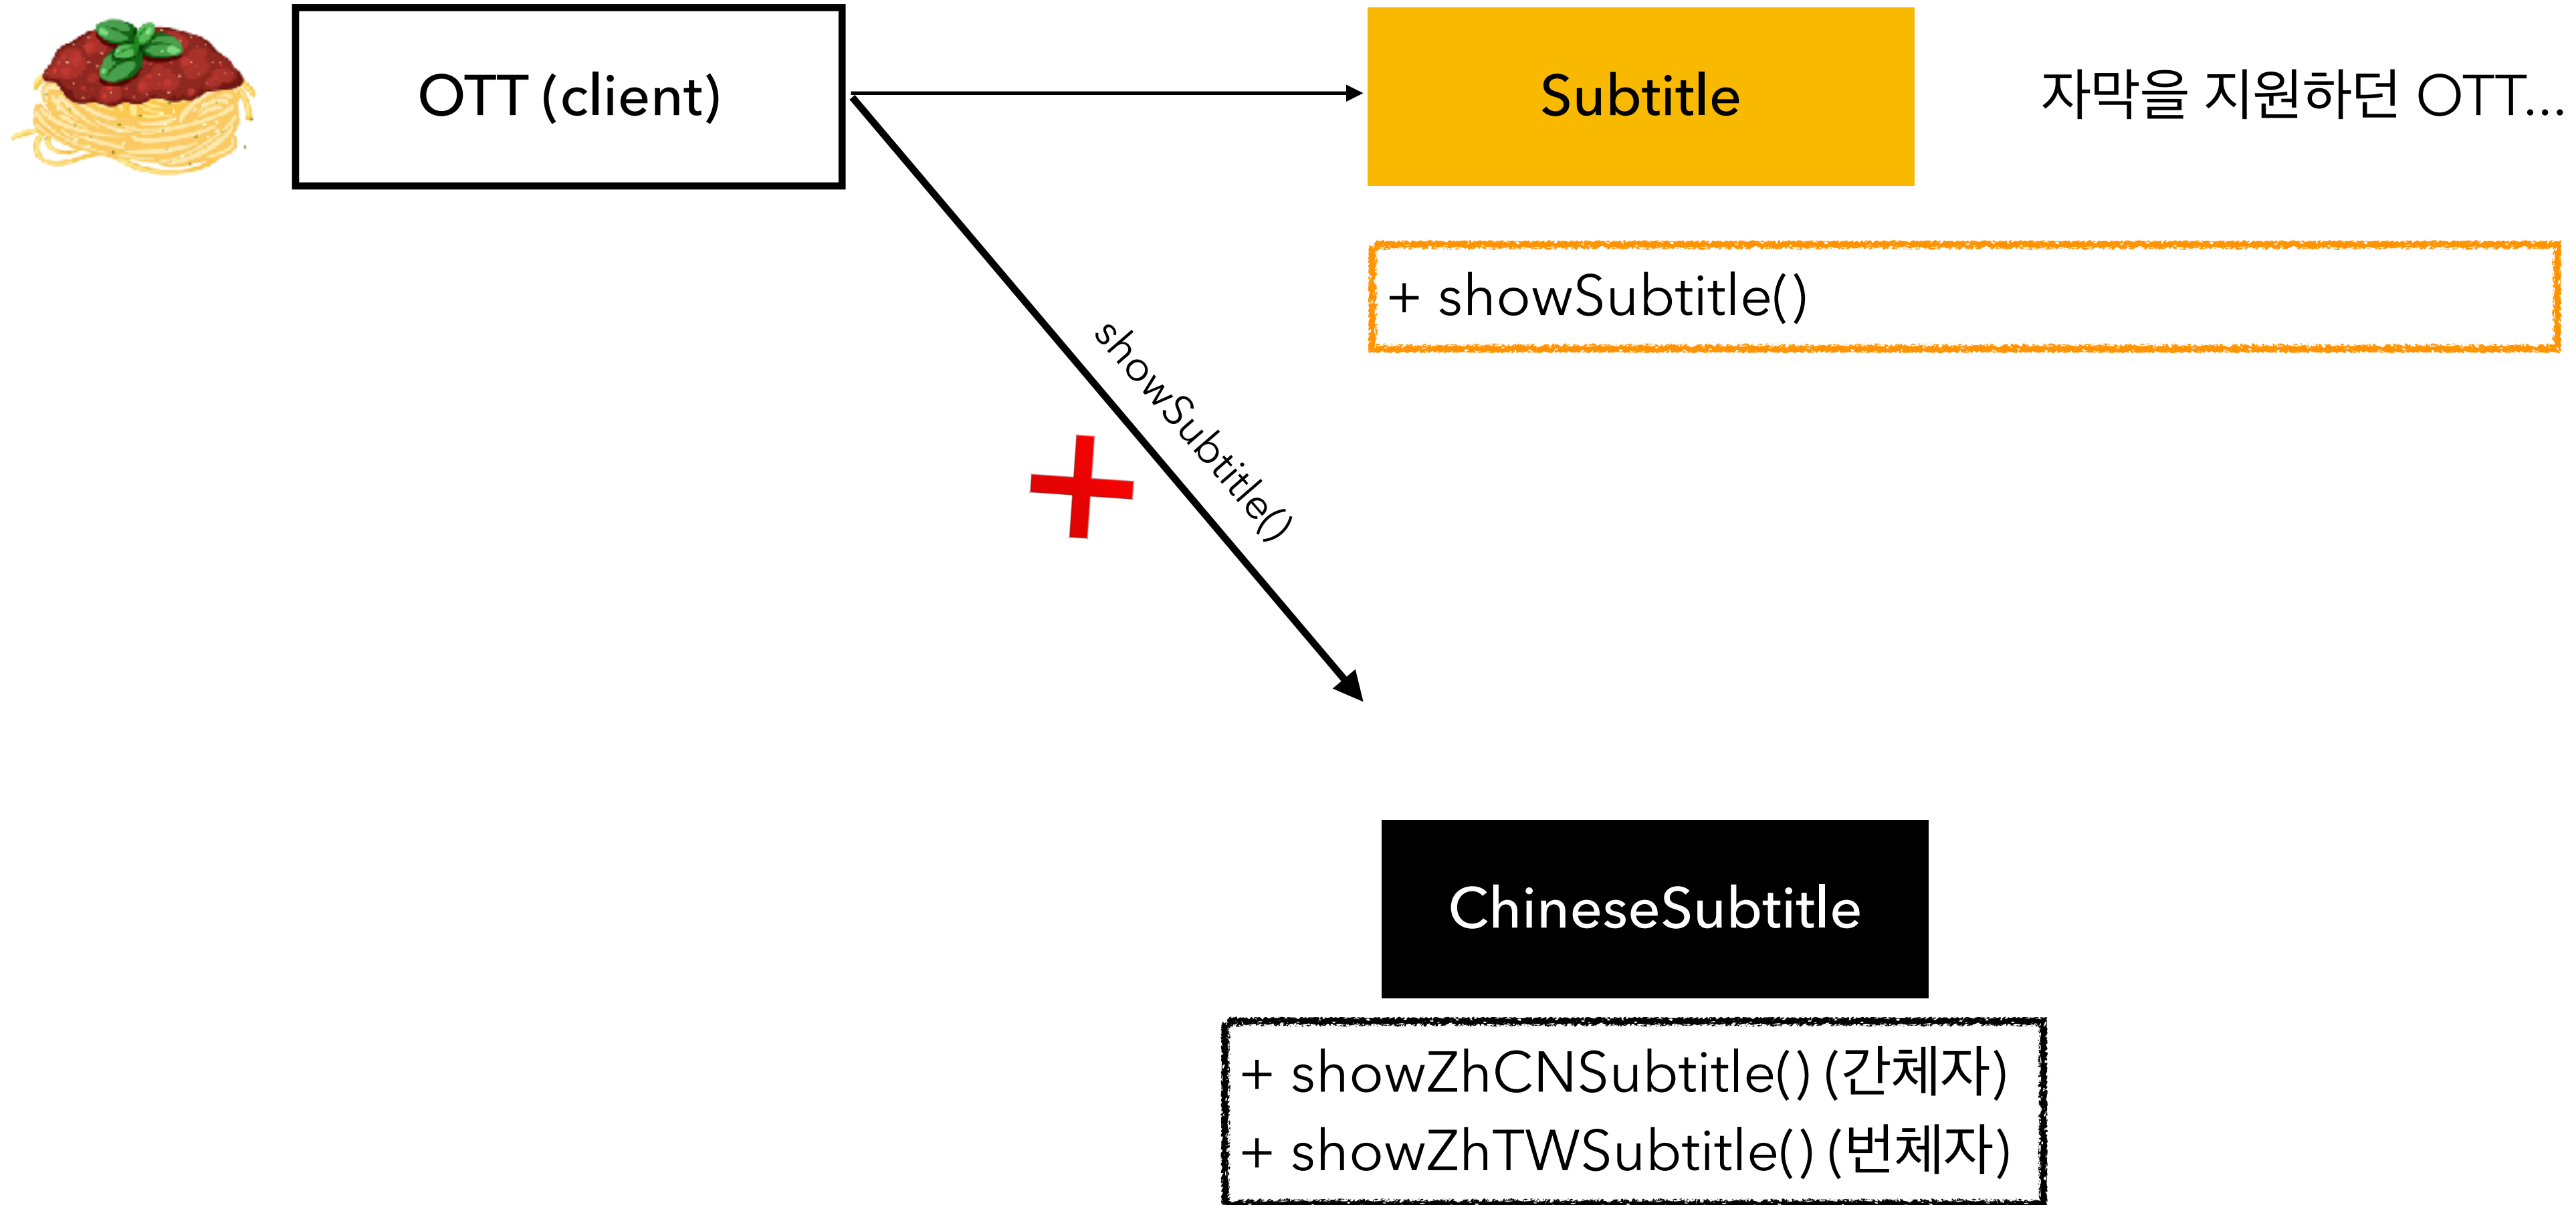 OTT (client)
Subtitle
자막을 지원하던 OTT...
+ showSubtitle()
showSubtitle()
ChineseSubtitle
+ showZhCNSubtitle() (간체자)
+ showZhTWSubtitle() (번체자)